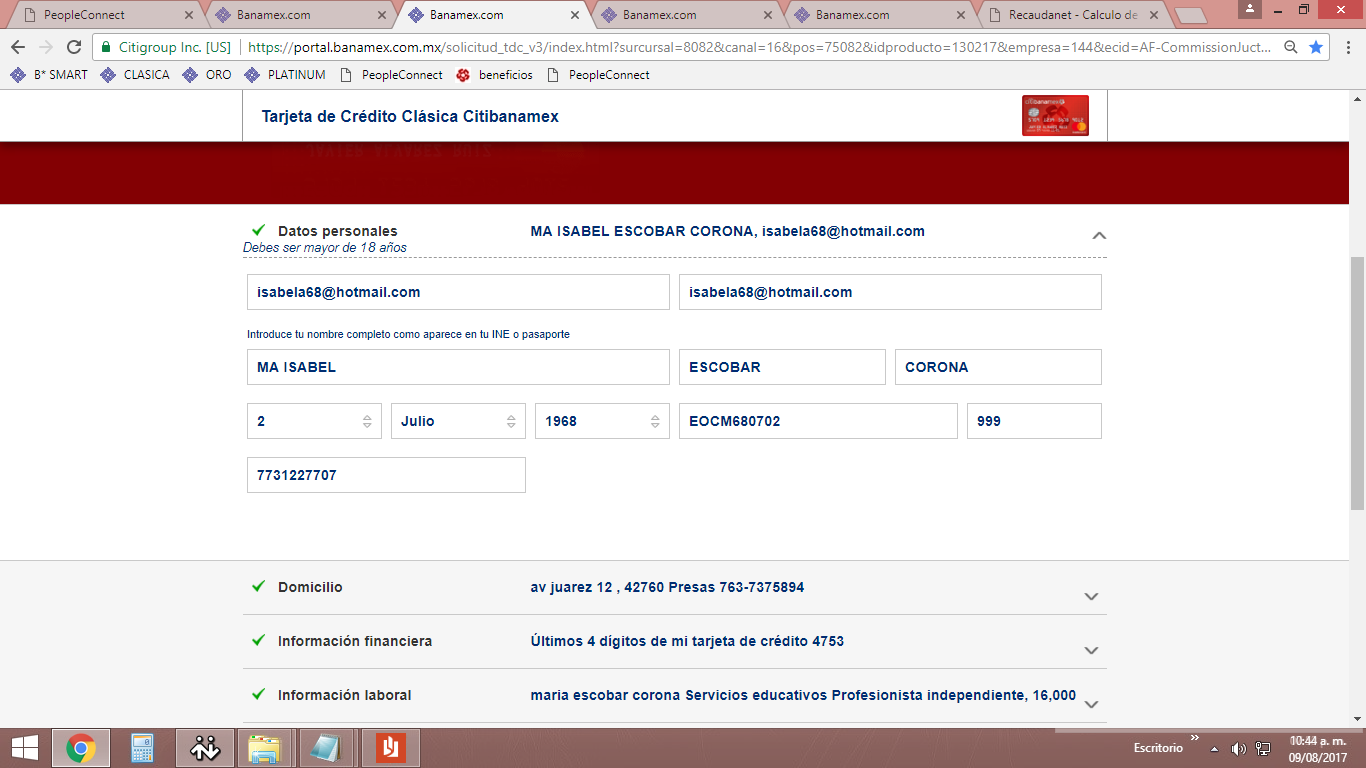 PeopleConnect Banamex.com Banamex.com Banamex.com Banamex.com Recaudanet - Calculo de
Citigroup Inc. [US] https://portal.banamex.com.mx/solicitud_tdc_v3/index.html?surcursal=8082&canal=16&pos=75082&idproducto=130217&empresa=144&ecid=AF-CommissionJuct...
B* SMART CLASICA ORO PLATINUM PeopleConnect beneficios PeopleConnect
Tarjeta de Crédito Clásica Citibanamex
Datos personales MA ISABEL ESCOBAR CORONA, isabela68@hotmail.com
Debes ser mayor de 18 años
isabela68@hotmail.com isabela68@hotmail.com
Introduce tu nombre completo como aparece en tu INE o pasaporte
MA ISABEL ESCOBAR CORONA
2 Julio 1968 EOCM680702 999
7731227707
Domicilio av juarez 12 , 42760 Presas 763-7375894
Información financiera Últimos 4 dígitos de mi tarjeta de crédito 4753
Información laboral maria escobar corona Servicios educativos Profesionista independiente, 16,000
Escritorio 10:44 a. m.
09/08/2017